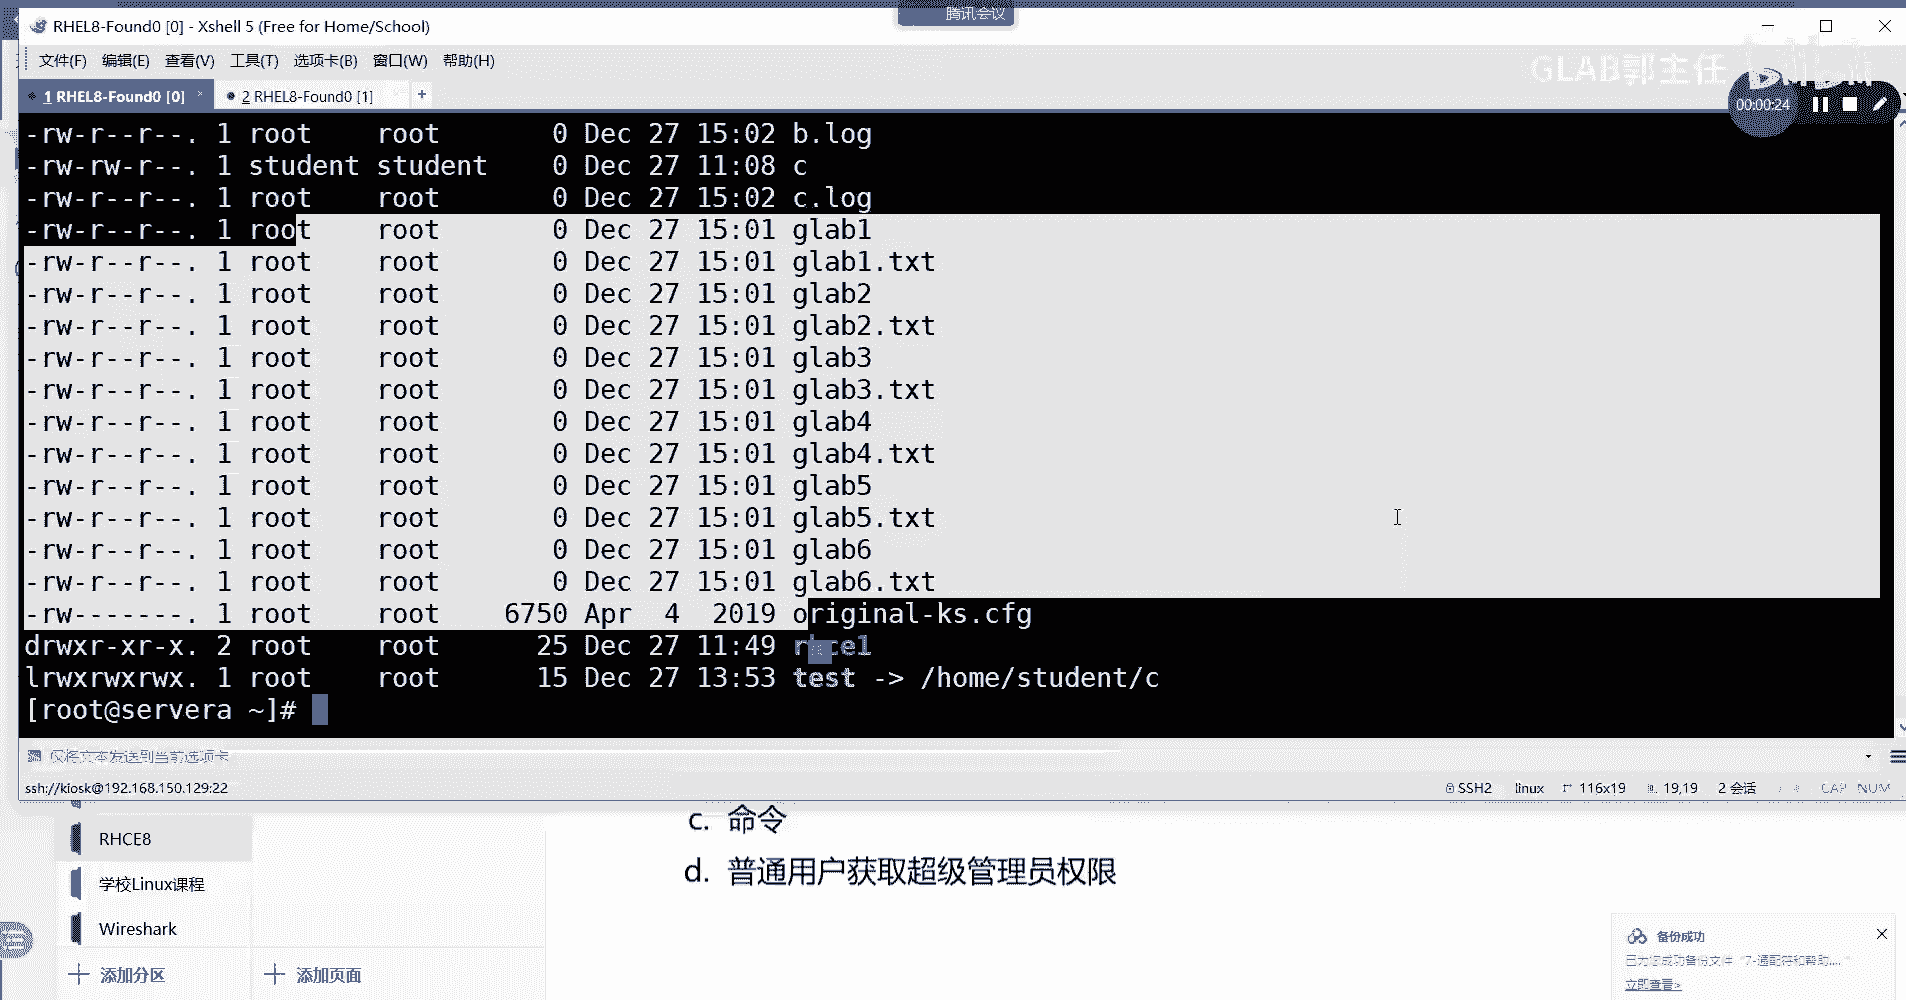 腾讯会议
RHEL8-Found0 [0] - Xshell 5 (Free for Home/School)
文件(F) 编辑(E) 查看(V) 工具(T) 选项卡(B) 窗口(W) 帮助(H)
GLAB郭主任 bilibili
1 RHEL8-Found0 [0] × 2 RHEL8-Found0 [1] +
00:00:24
-rw-r--r--. 1 root    root       0 Dec 27 15:02 b.log
-rw-rw-r--. 1 student student    0 Dec 27 11:08 c
-rw-r--r--. 1 root    root       0 Dec 27 15:02 c.log
-rw-r--r--. 1 root    root       0 Dec 27 15:01 glab1
-rw-r--r--. 1 root    root       0 Dec 27 15:01 glab1.txt
-rw-r--r--. 1 root    root       0 Dec 27 15:01 glab2
-rw-r--r--. 1 root    root       0 Dec 27 15:01 glab2.txt
-rw-r--r--. 1 root    root       0 Dec 27 15:01 glab3
-rw-r--r--. 1 root    root       0 Dec 27 15:01 glab3.txt
-rw-r--r--. 1 root    root       0 Dec 27 15:01 glab4
-rw-r--r--. 1 root    root       0 Dec 27 15:01 glab4.txt
-rw-r--r--. 1 root    root       0 Dec 27 15:01 glab5
-rw-r--r--. 1 root    root       0 Dec 27 15:01 glab5.txt
-rw-r--r--. 1 root    root       0 Dec 27 15:01 glab6
-rw-r--r--. 1 root    root       0 Dec 27 15:01 glab6.txt
-rw-------. 1 root    root    6750 Apr  4  2019 original-ks.cfg
drwxr-xr-x. 2 root    root      25 Dec 27 11:49
lrwxrwxrwx. 1 root    root      15 Dec 27 13:53 test -> /home/student/c
[root@servera ~]#
仅将文本发送到当前选项卡
ssh://kiosk@192.168.150.129:22 SSH2 linux 116x19 19,19 2 会话 CAP NUM
c. 命令
RHCE8
d. 普通用户获取超级管理员权限
学校Linux课程
Wireshark
备份成功
已为您成功备份文件“7-通配符和帮助....”
添加分区 添加页面
立即查看>